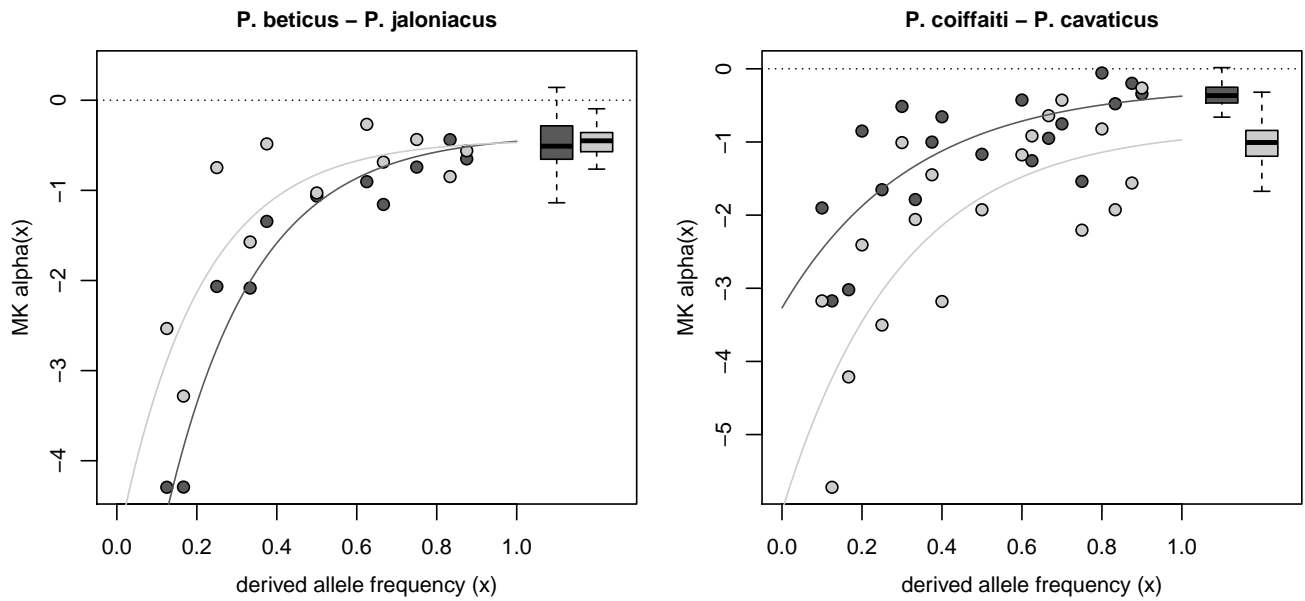 P. beticus – P. jaloniacus
MK alpha(x)
0
−1
−2
−3
−4
0.0 0.2 0.4 0.6 0.8 1.0
derived allele frequency (x)
P. coiffaiti – P. cavaticus
MK alpha(x)
0
−1
−2
−3
−4
−5
0.0 0.2 0.4 0.6 0.8 1.0
derived allele frequency (x)